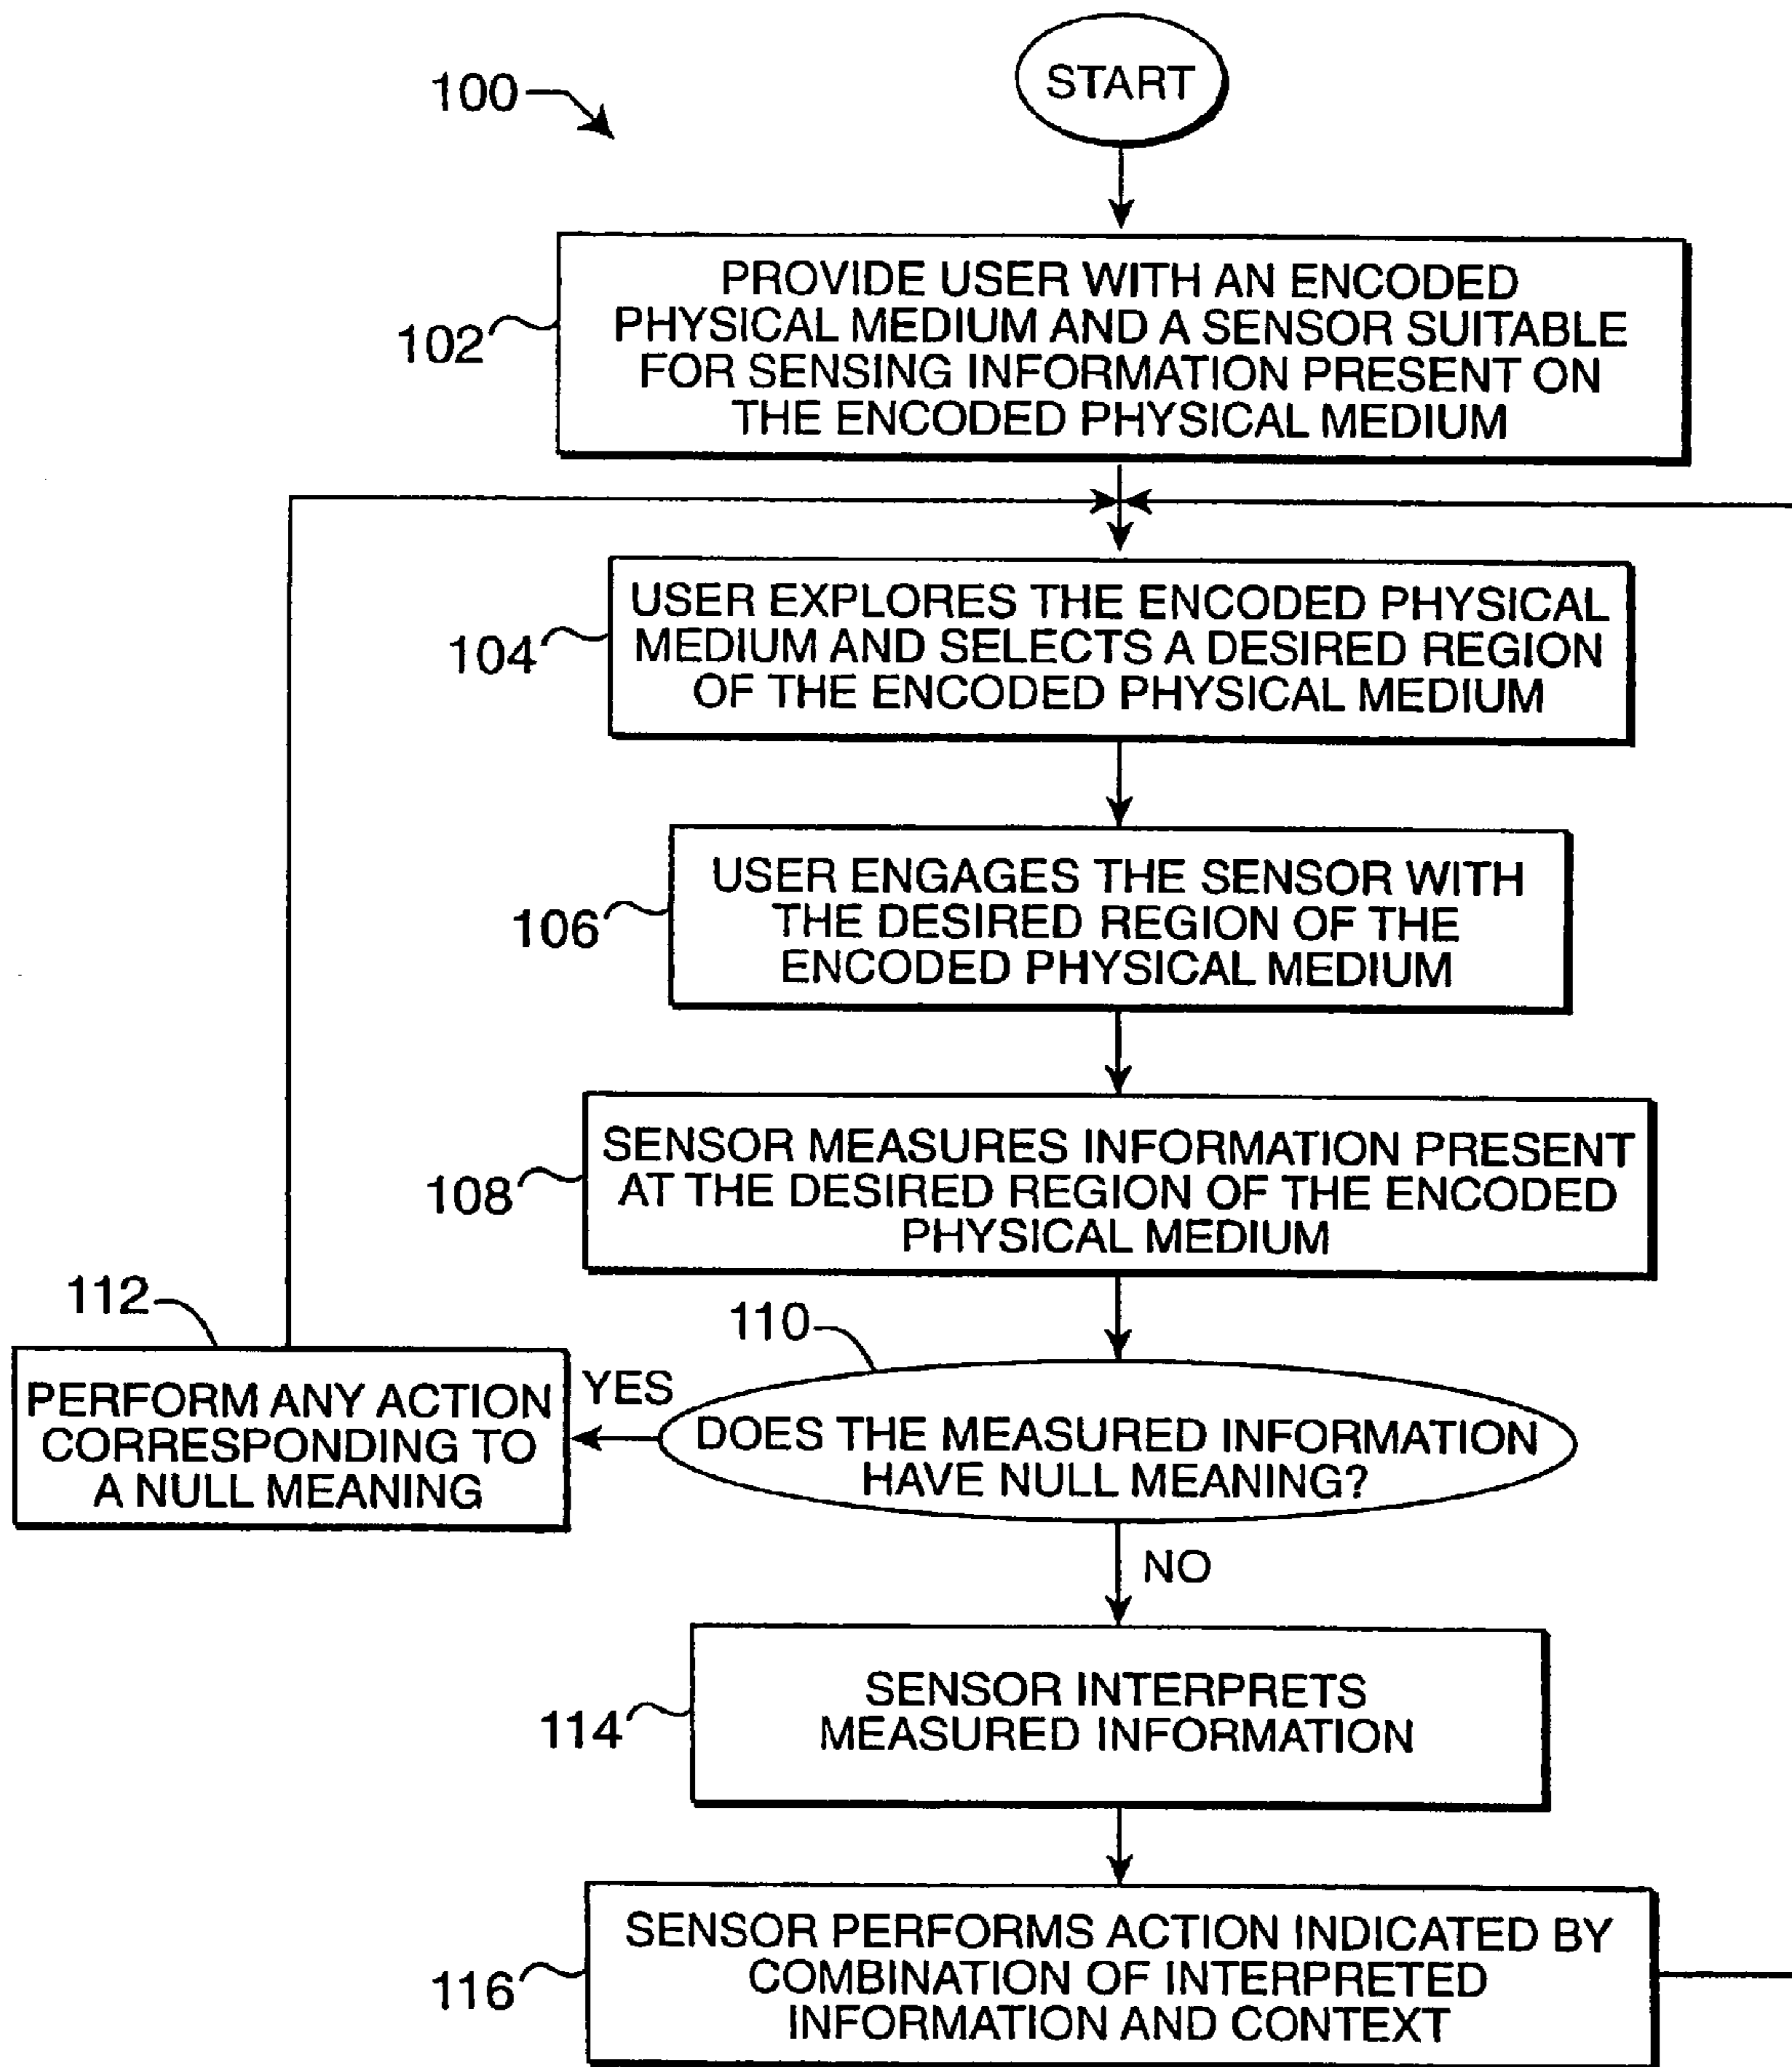 START
100
PROVIDE USER WITH AN ENCODED
PHYSICAL MEDIUM AND A SENSOR SUITABLE
FOR SENSING INFORMATION PRESENT ON
THE ENCODED PHYSICAL MEDIUM
102
USER EXPLORES THE ENCODED PHYSICAL
MEDIUM AND SELECTS A DESIRED REGION
OF THE ENCODED PHYSICAL MEDIUM
104
USER ENGAGES THE SENSOR WITH
THE DESIRED REGION OF THE
ENCODED PHYSICAL MEDIUM
106
SENSOR MEASURES INFORMATION PRESENT
AT THE DESIRED REGION OF THE ENCODED
PHYSICAL MEDIUM
108
112
110
PERFORM ANY ACTION
CORRESPONDING TO
A NULL MEANING
YES
DOES THE MEASURED INFORMATION
HAVE NULL MEANING?
NO
SENSOR INTERPRETS
MEASURED INFORMATION
114
SENSOR PERFORMS ACTION INDICATED BY
COMBINATION OF INTERPRETED
INFORMATION AND CONTEXT
116